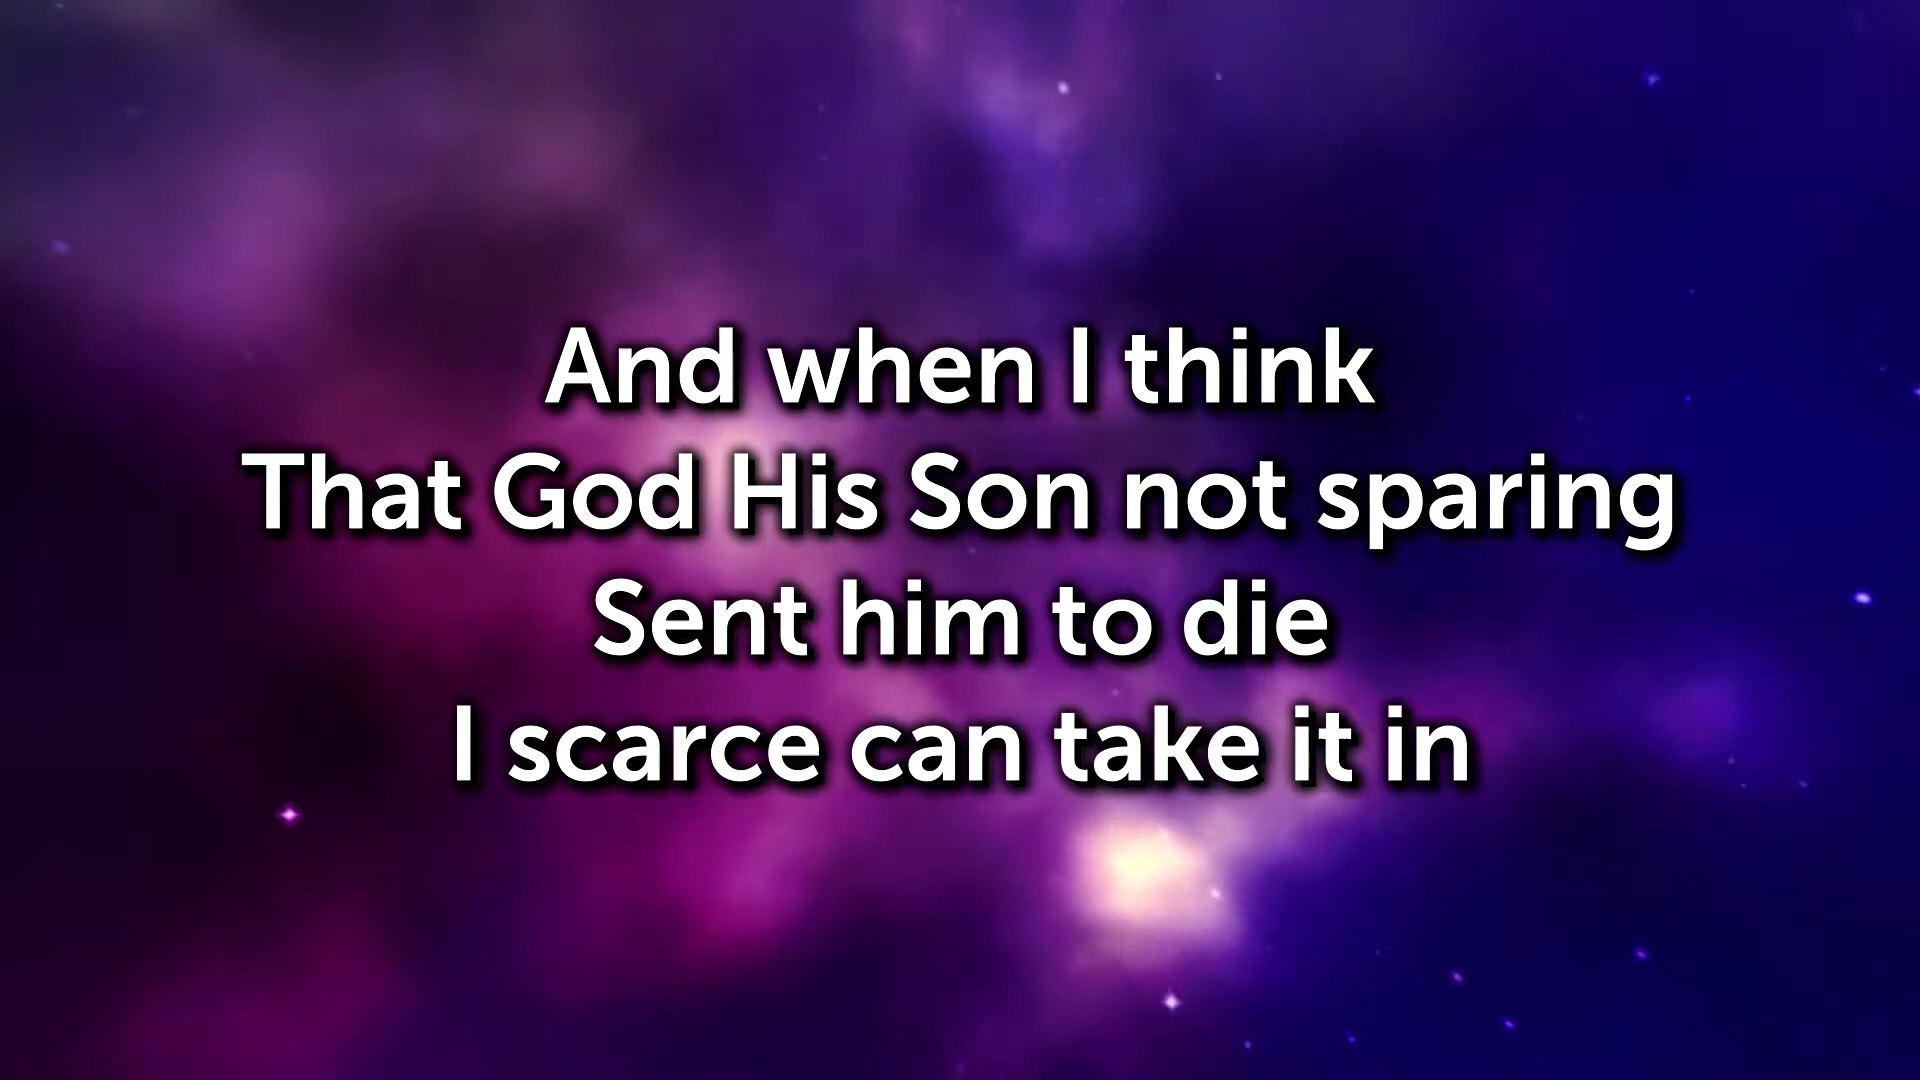 And when I think
That God His Son not sparing
Sent him to die
I scarce can take it in